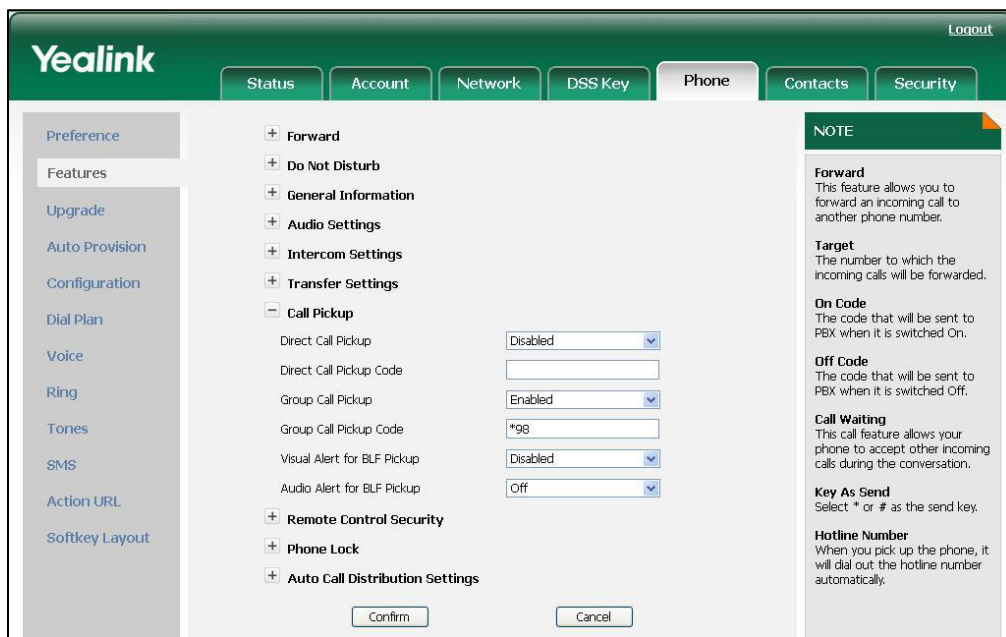 Logout
Yealink
Status Account Network DSS Key Phone Contacts Security
Preference
Features
Upgrade
Auto Provision
Configuration
Dial Plan
Voice
Ring
Tones
SMS
Action URL
Softkey Layout
Forward
Do Not Disturb
General Information
Audio Settings
Intercom Settings
Transfer Settings
Call Pickup
Direct Call Pickup Disabled
Direct Call Pickup Code
Group Call Pickup Enabled
Group Call Pickup Code *98
Visual Alert for BLF Pickup Disabled
Audio Alert for BLF Pickup Off
Remote Control Security
Phone Lock
Auto Call Distribution Settings
Confirm Cancel
NOTE
Forward
This feature allows you to
forward an incoming call to
another phone number.
Target
The number to which the
incoming calls will be forwarded.
On Code
The code that will be sent to
PBX when it is switched On.
Off Code
The code that will be sent to
PBX when it is switched Off.
Call Waiting
This call feature allows your
phone to accept other incoming
calls during the conversation.
Key As Send
Select * or # as the send key.
Hotline Number
When you pick up the phone, it
will dial out the hotline number
automatically.